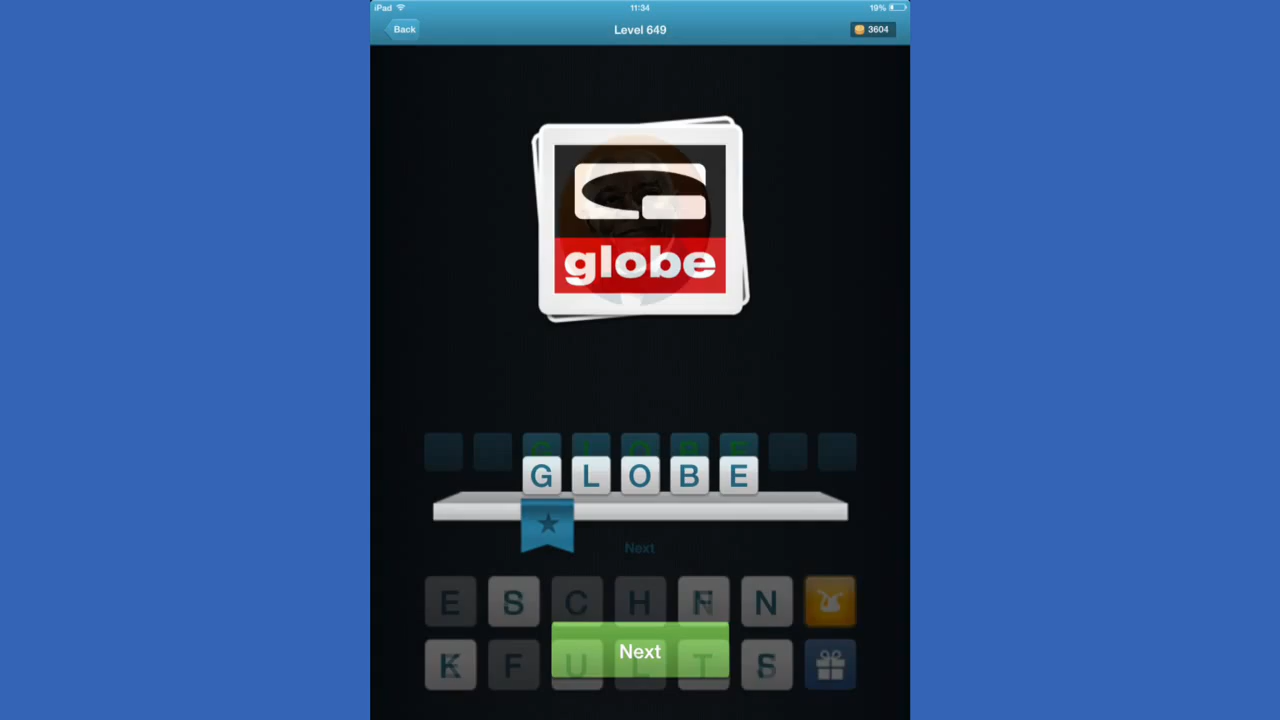 iPad 11:34 19%
Back Level 649 3604
globe
G L O B E
Next
E S C H N
K F U L T S
Next